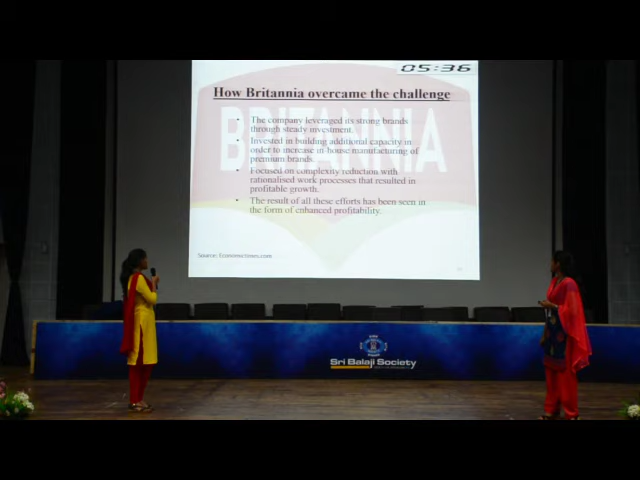 05:36
How Britannia overcame the challenge
BRITANNIA
• The company leveraged its strong brands
through steady investment.
• Invested in building additional capacity in
order to increase in-house manufacturing of
premium brands.
• Focused on complexity reduction with
rationalised work processes that resulted in
profitable growth.
• The result of all these efforts has been seen in
the form of enhanced profitability.
Source: Economictimes.com
Sri Balaji Society